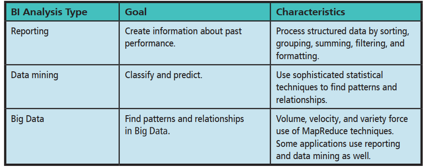 BI Analysis Type Goal Characteristics
Reporting Create information about past Process structured data by sorting,
performance. grouping, summing, filtering, and
formatting.
Data mining Classify and predict. Use sophisticated statistical
techniques to find patterns and
relationships.
Big Data Find patterns and relationships Volume, velocity, and variety force
in Big Data. use of MapReduce techniques.
Some applications use reporting
and data mining as well.